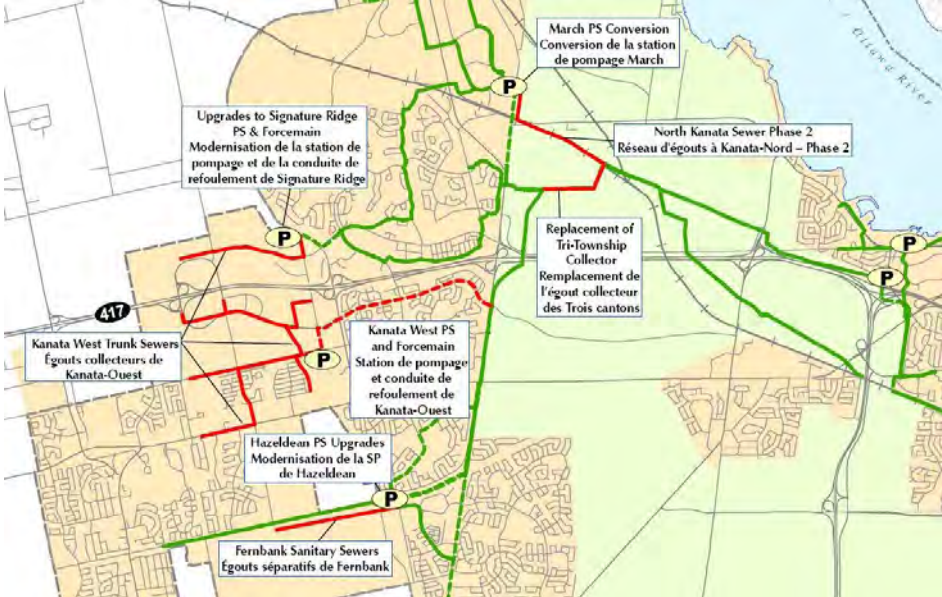 March PS Conversion
Conversion de la station
de pompage March
P
Ottawa River
Upgrades to Signature Ridge
PS & Forcemain
Modernisation de la station de
pompage et de la conduite de
refoulement de Signature Ridge
North Kanata Sewer Phase 2
Réseau d'égouts à Kanata-Nord – Phase 2
P
Replacement of
Tri-Township
Collector
Remplacement de
l'égout collecteur
des Trois cantons
P
P
417
Kanata West Trunk Sewers
Égouts collecteurs de
Kanata-Ouest
P
Kanata West PS
and Forcemain
Station de pompage
et conduite de
refoulement de
Kanata-Ouest
Hazeldean PS Upgrades
Modernisation de la SP
de Hazeldean
P
Fernbank Sanitary Sewers
Égouts séparatifs de Fernbank